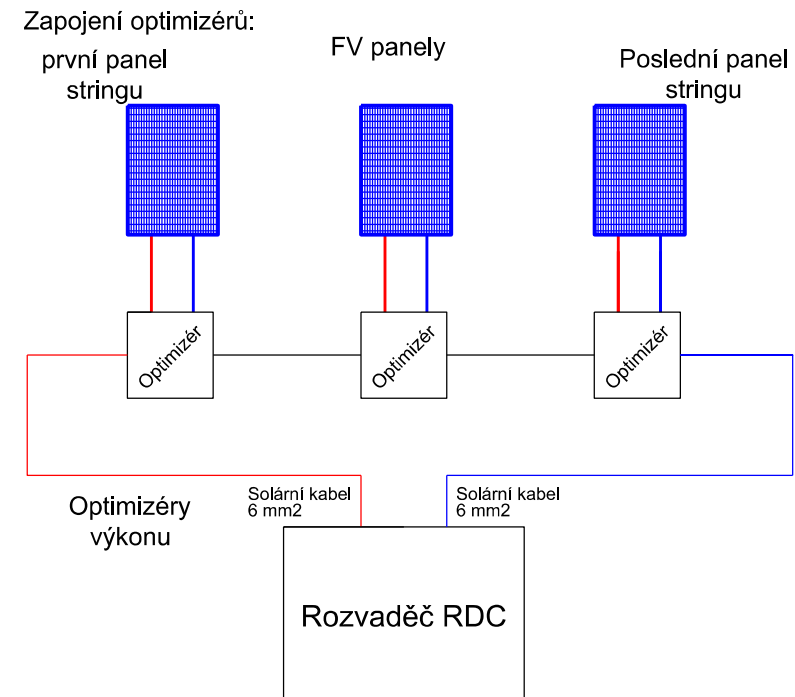 Zapojení optimizérů:
první panel
stringu
FV panely
Poslední panel
stringu
Optimizér
Optimizér
Optimizér
Optimizéry
výkonu
Solární kabel
6 mm2
Solární kabel
6 mm2
Rozvaděč RDC